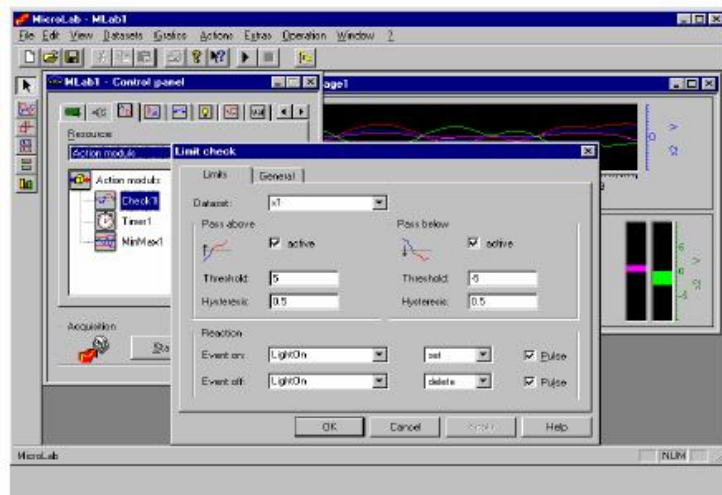 MicroLab - MLab1
File Edit View Datasets Grafics Actions Extras Operation Window ?
MLab1 - Control panel
Resource
Action module
Action module
Check1
Timer1
MinMax1
Acquisition
Limit check
Limits General
Dataset: x1
Pass above Pass below
active active
Threshold: 5 Threshold: -5
Hysteresis: 0.5 Hysteresis: 0.5
Reaction
Event on: LightOn set Pulse
Event off: LightOn delete Pulse
OK Cancel Help
MicroLab NUM